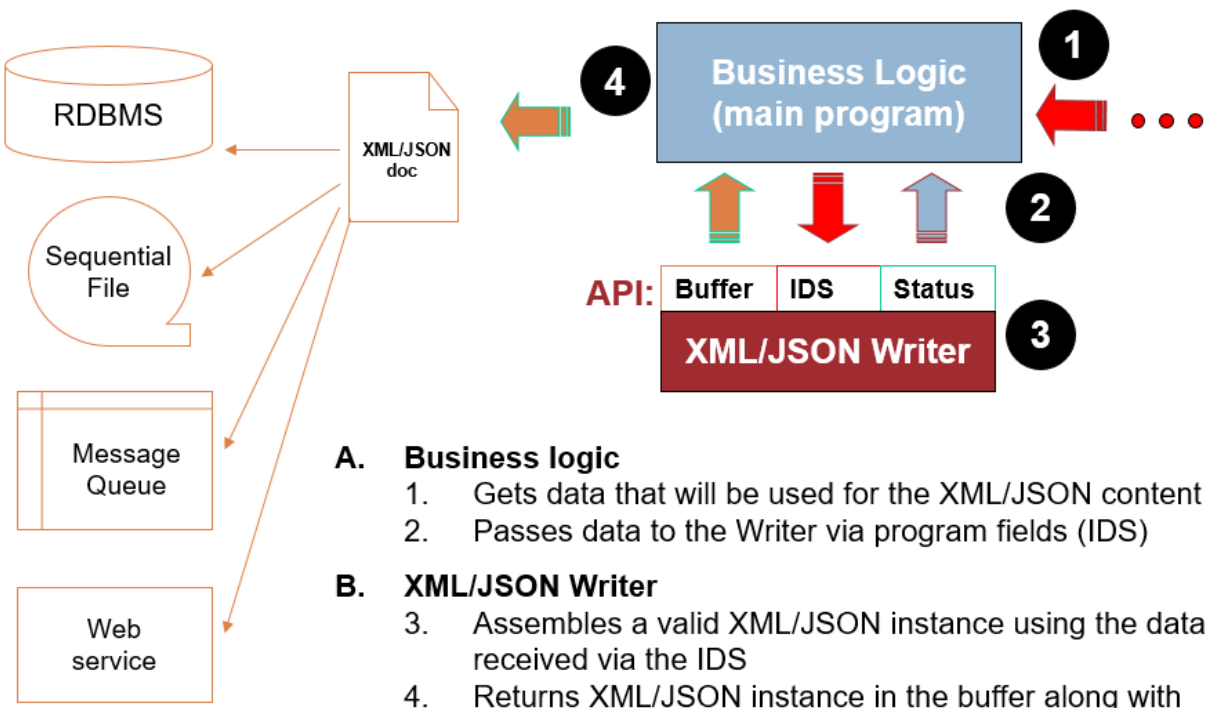 RDBMS
XML/JSON
doc
4
Business Logic
(main program)
1
Sequential
File
2
API:
Buffer
IDS
Status
XML/JSON Writer
3
Message
Queue
Web
service
A. Business logic
1. Gets data that will be used for the XML/JSON content
2. Passes data to the Writer via program fields (IDS)
B. XML/JSON Writer
3. Assembles a valid XML/JSON instance using the data
received via the IDS
4. Returns XML/JSON instance in the buffer along with